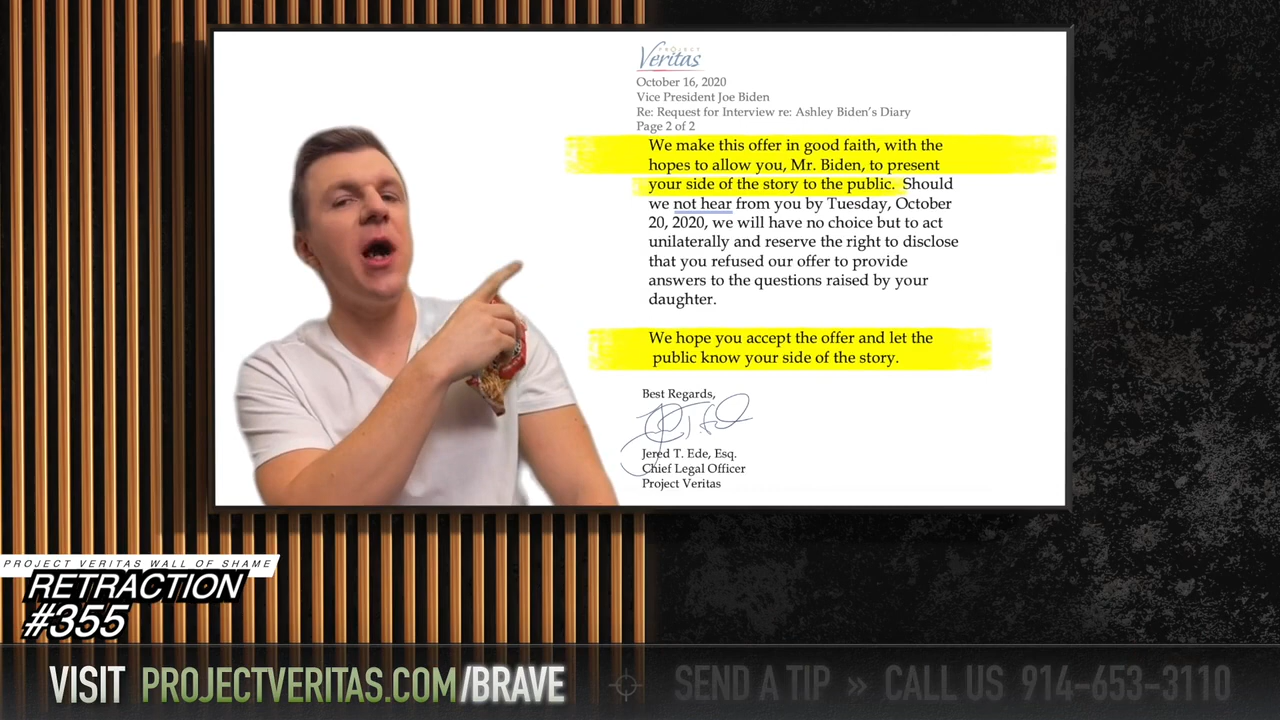 PROJECT
Veritas
October 16, 2020
Vice President Joe Biden
Re: Request for Interview re: Ashley Biden's Diary
Page 2 of 2
We make this offer in good faith, with the
hopes to allow you, Mr. Biden, to present
your side of the story to the public. Should
we not hear from you by Tuesday, October
20, 2020, we will have no choice but to act
unilaterally and reserve the right to disclose
that you refused our offer to provide
answers to the questions raised by your
daughter.
We hope you accept the offer and let the
public know your side of the story.
Best Regards,
Jered T. Ede, Esq.
Chief Legal Officer
Project Veritas
PROJECT VERITAS WALL OF SHAME
RETRACTION
#355
VISIT PROJECTVERITAS.COM/BRAVE SEND A TIP » CALL US 914-653-3110